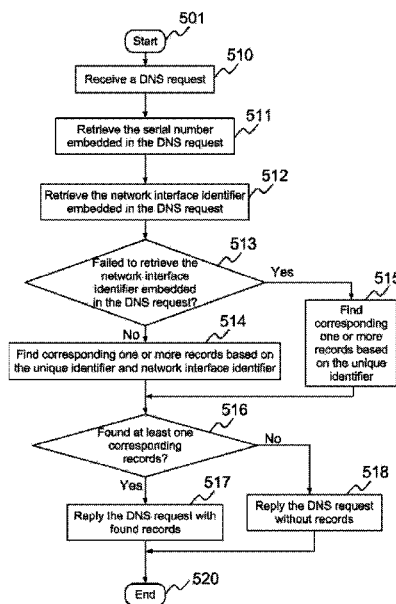 501
Start
510
Receive a DNS request
511
Retrieve the serial number
embedded in the DNS request
512
Retrieve the network interface identifier
embedded in the DNS request
513
Failed to retrieve the
network interface
identifier embedded
in the DNS request?
Yes
515
No
514
Find corresponding one or more records based on
the unique identifier and network interface identifier
Find
corresponding
one or more
records based
on the unique
identifier
516
Found at least one
corresponding
records?
No
Yes
517
518
Reply the DNS request with
found records
Reply the DNS request
without records
End
520